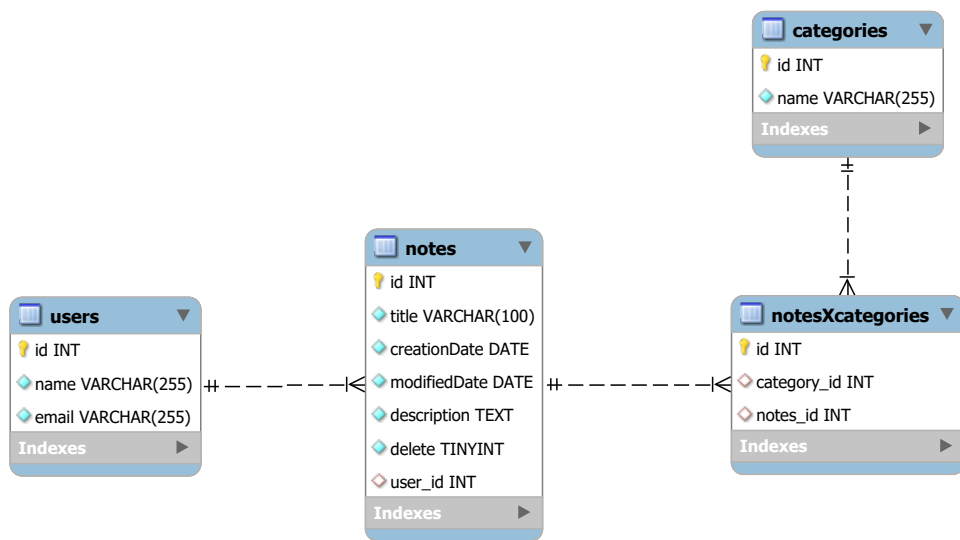 categories
id INT
name VARCHAR(255)
Indexes
notes
id INT
title VARCHAR(100)
creationDate DATE
modifiedDate DATE
description TEXT
delete TINYINT
user_id INT
Indexes
users
id INT
name VARCHAR(255)
email VARCHAR(255)
Indexes
notesXcategories
id INT
category_id INT
notes_id INT
Indexes